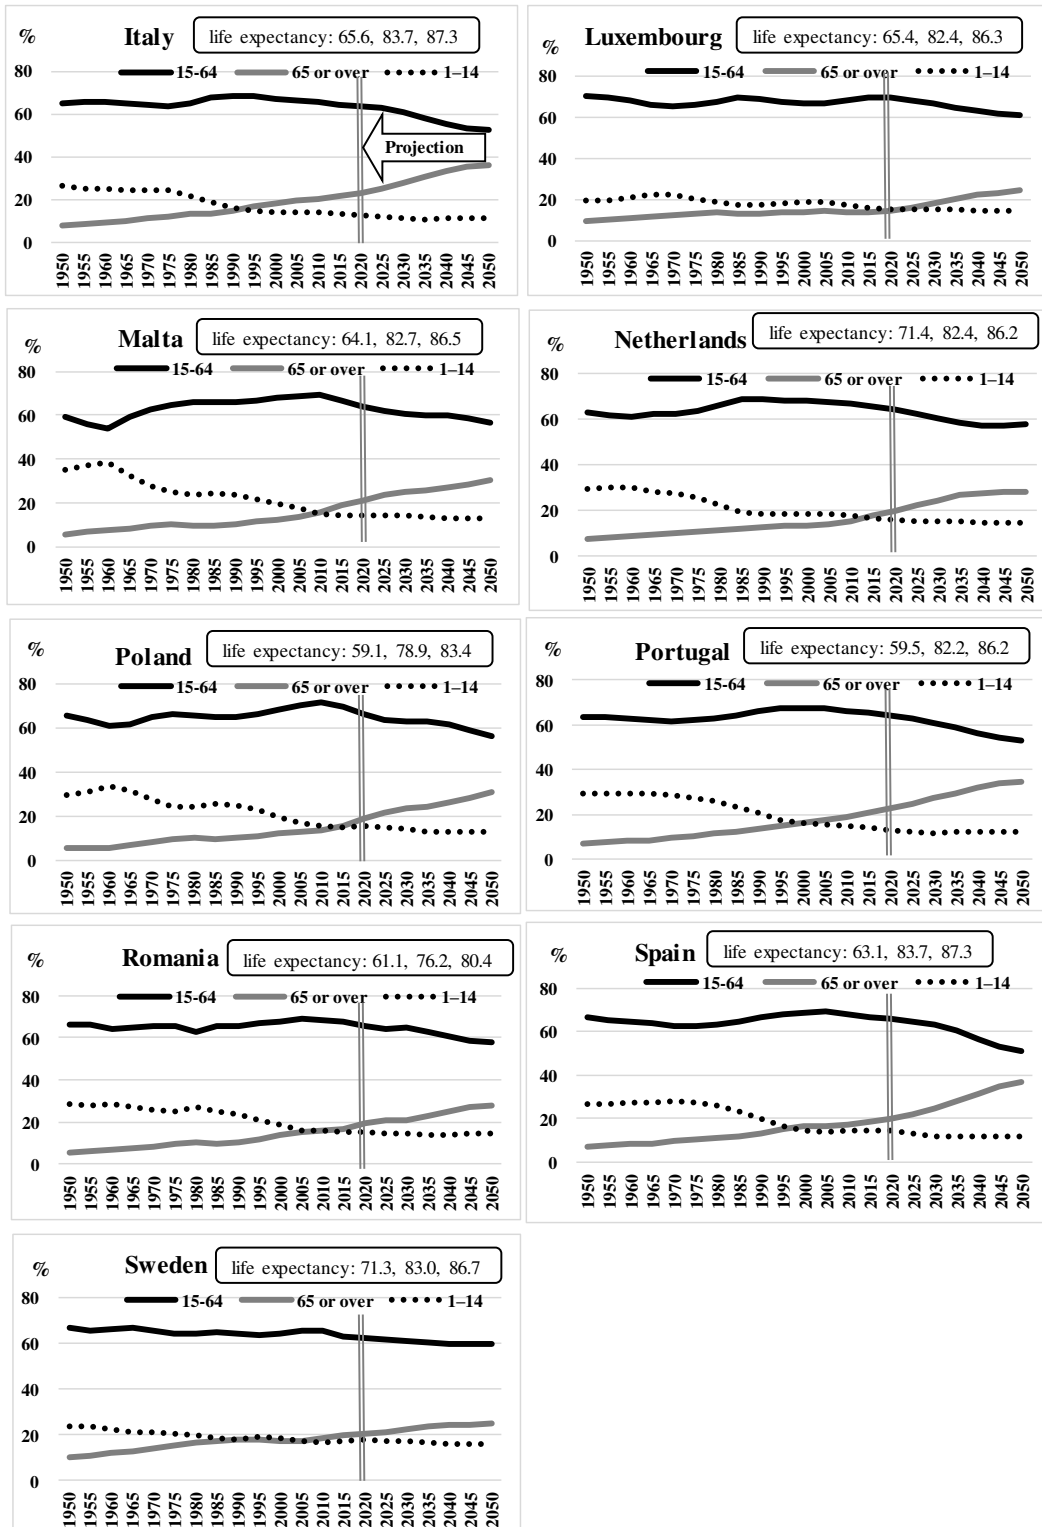 Italy
life expectancy: 65.6, 83.7, 87.3
%
15-64 65 or over 1–14
80
60
40
20
0
Projection
1950 1955 1960 1965 1970 1975 1980 1985 1990 1995 2000 2005 2010 2015 2020 2025 2030 2035 2040 2045 2050
Luxembourg
life expectancy: 65.4, 82.4, 86.3
%
15-64 65 or over 1–14
80
60
40
20
0
1950 1955 1960 1965 1970 1975 1980 1985 1990 1995 2000 2005 2010 2015 2020 2025 2030 2035 2040 2045 2050
Malta
life expectancy: 64.1, 82.7, 86.5
%
15-64 65 or over 1–14
80
60
40
20
0
1950 1955 1960 1965 1970 1975 1980 1985 1990 1995 2000 2005 2010 2015 2020 2025 2030 2035 2040 2045 2050
Netherlands
life expectancy: 71.4, 82.4, 86.2
%
15-64 65 or over 1–14
80
60
40
20
0
1950 1955 1960 1965 1970 1975 1980 1985 1990 1995 2000 2005 2010 2015 2020 2025 2030 2035 2040 2045 2050
Poland
life expectancy: 59.1, 78.9, 83.4
%
15-64 65 or over 1–14
80
60
40
20
0
1950 1955 1960 1965 1970 1975 1980 1985 1990 1995 2000 2005 2010 2015 2020 2025 2030 2035 2040 2045 2050
Portugal
life expectancy: 59.5, 82.2, 86.2
%
15-64 65 or over 1–14
80
60
40
20
0
1950 1955 1960 1965 1970 1975 1980 1985 1990 1995 2000 2005 2010 2015 2020 2025 2030 2035 2040 2045 2050
Romania
life expectancy: 61.1, 76.2, 80.4
%
15-64 65 or over 1–14
80
60
40
20
0
1950 1955 1960 1965 1970 1975 1980 1985 1990 1995 2000 2005 2010 2015 2020 2025 2030 2035 2040 2045 2050
Spain
life expectancy: 63.1, 83.7, 87.3
%
15-64 65 or over 1–14
80
60
40
20
0
1950 1955 1960 1965 1970 1975 1980 1985 1990 1995 2000 2005 2010 2015 2020 2025 2030 2035 2040 2045 2050
Sweden
life expectancy: 71.3, 83.0, 86.7
%
15-64 65 or over 1–14
80
60
40
20
0
1950 1955 1960 1965 1970 1975 1980 1985 1990 1995 2000 2005 2010 2015 2020 2025 2030 2035 2040 2045 2050